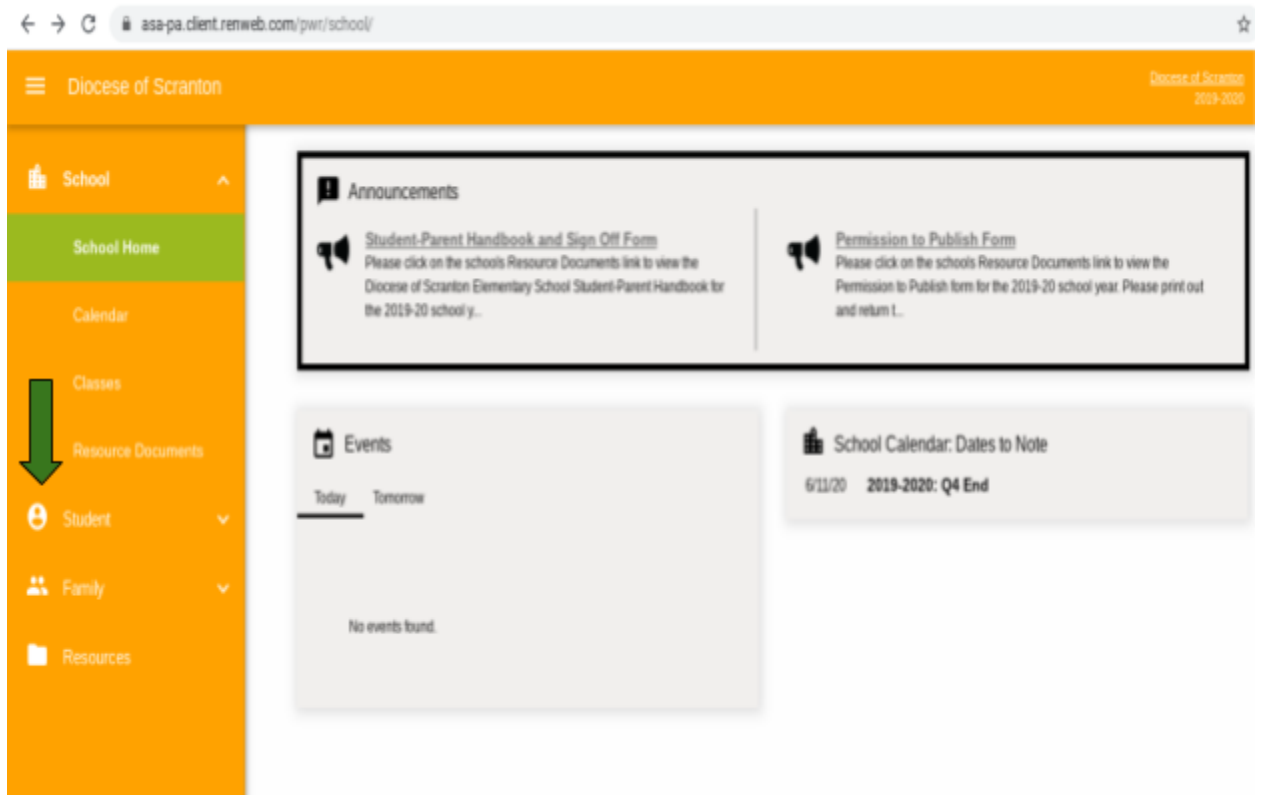 asa-pa.client.renweb.com/pwr/school/
Diocese of Scranton
Diocese of Scranton
2019-2020
School
School Home
Calendar
Classes
Resource Documents
Student
Family
Resources
Announcements
Student-Parent Handbook and Sign Off Form
Please click on the schools Resource Documents link to view the
Diocese of Scranton Elementary School Student-Parent Handbook for
the 2019-20 school y...
Permission to Publish Form
Please click on the schools Resource Documents link to view the
Permission to Publish form for the 2019-20 school year. Please print out
and return t...
Events
Today Tomorrow
No events found.
School Calendar: Dates to Note
6/11/20 2019-2020: Q4 End